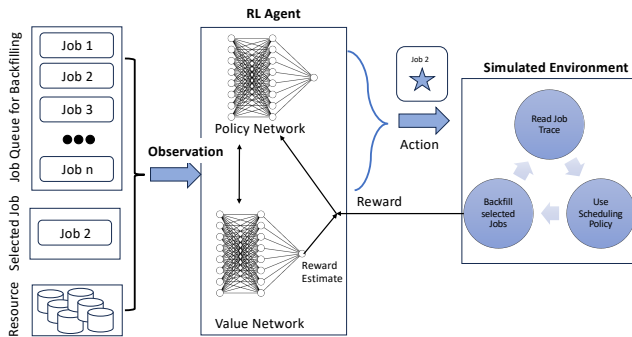 RL Agent
Job Queue for Backfilling
Job 1
Job 2
Job 3
Job n
Selected Job
Job 2
Resource
Observation
Policy Network
Reward
Estimate
Value Network
Job 2
Action
Reward
Simulated Environment
Read Job
Trace
Use
Scheduling
Policy
Backfill
selected
Jobs